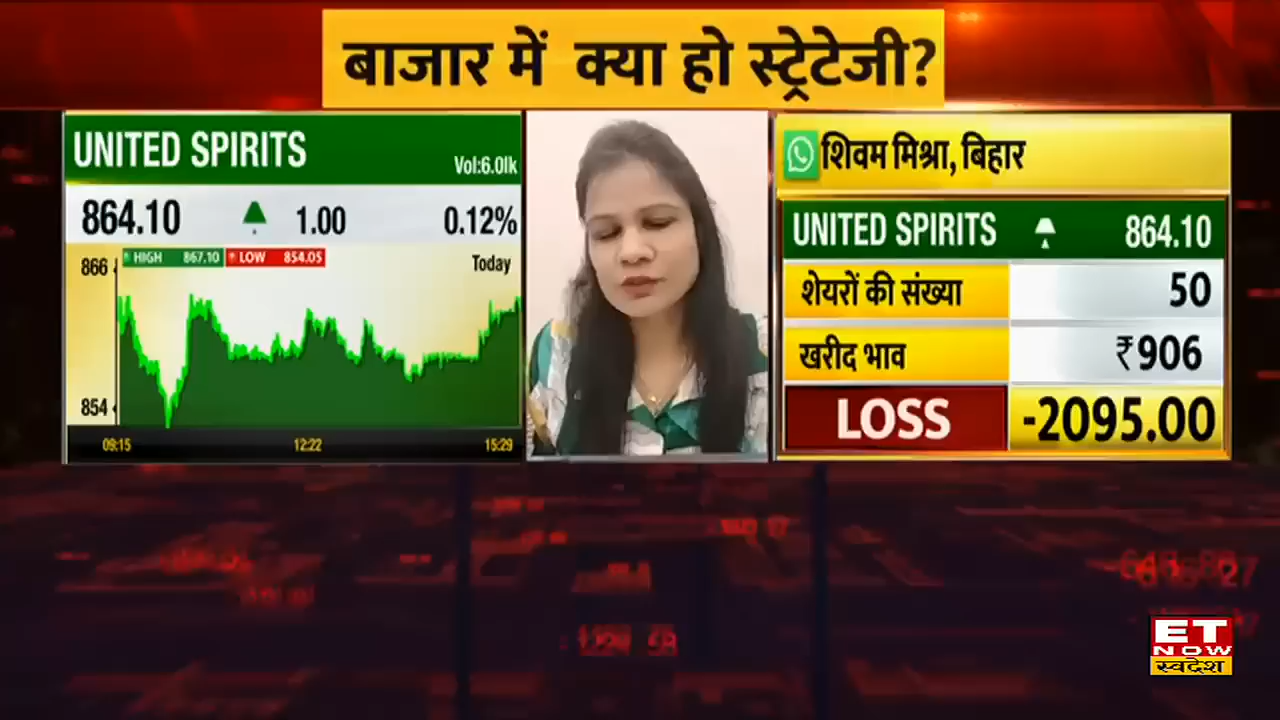 बाजार में क्या हो स्ट्रेटेजी?
UNITED SPIRITS
Vol:6.0lk
864.10 1.00 0.12%
HIGH 867.10 LOW 854.05
Today
866
854
09:15 12:22 15:29
शिवम मिश्रा, बिहार
UNITED SPIRITS 864.10
शेयरों की संख्या 50
खरीद भाव ₹906
LOSS -2095.00
ET
NOW
स्वदेश